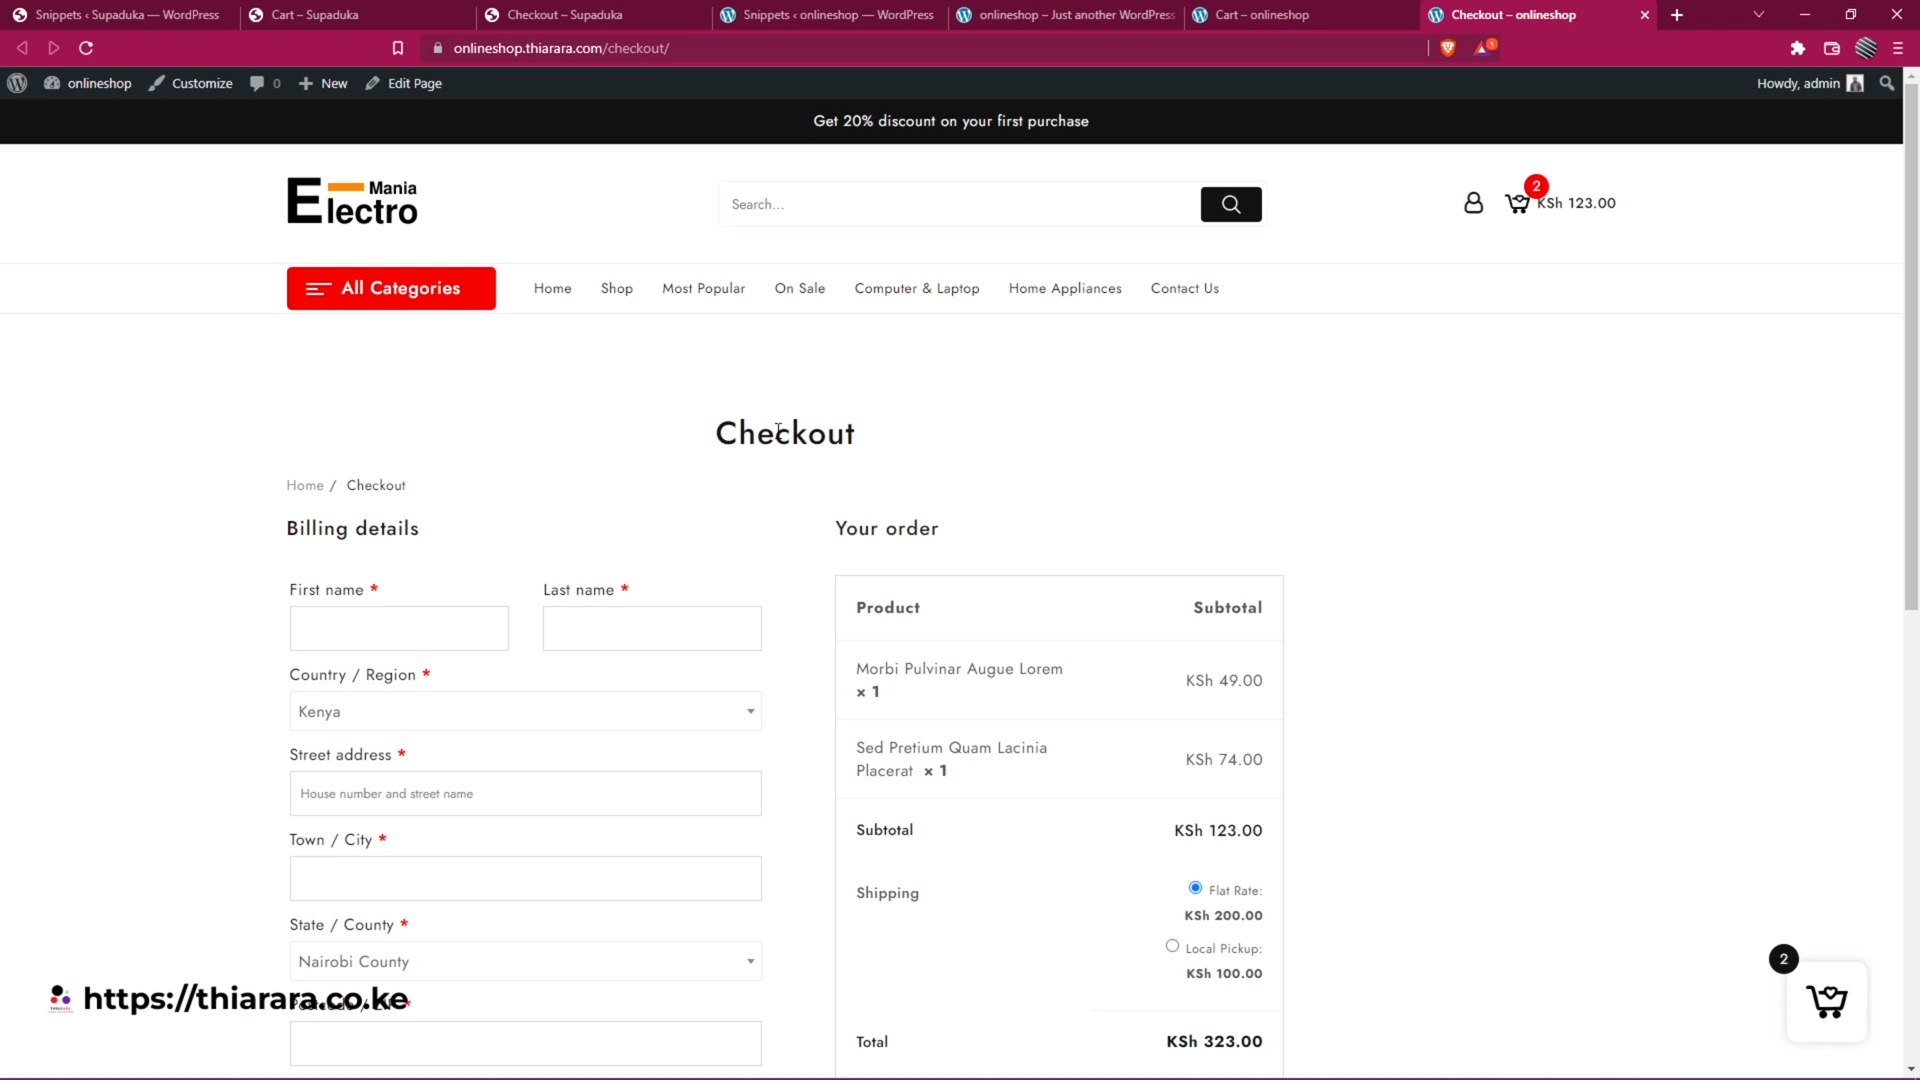 Snippets ‹ Supaduka — WordPress
Cart – Supaduka
Checkout – Supaduka
Snippets ‹ onlineshop — WordPress
onlineshop – Just another WordPress
Cart – onlineshop
Checkout – onlineshop
onlineshop.thiarara.com/checkout/
1
onlineshop
Customize
0
New
Edit Page
Howdy, admin
Get 20% discount on your first purchase
Electro Mania
Search...
2
KSh 123.00
All Categories
Home
Shop
Most Popular
On Sale
Computer & Laptop
Home Appliances
Contact Us
Checkout
Home / Checkout
Billing details
Your order
First name *
Last name *
Country / Region *
Kenya
Street address *
House number and street name
Town / City *
State / County *
Nairobi County
Product
Subtotal
Morbi Pulvinar Augue Lorem
× 1
KSh 49.00
Sed Pretium Quam Lacinia
Placerat × 1
KSh 74.00
Subtotal
KSh 123.00
Shipping
Flat Rate:
KSh 200.00
Local Pickup:
KSh 100.00
Total
KSh 323.00
2
https://thiarara.co.ke